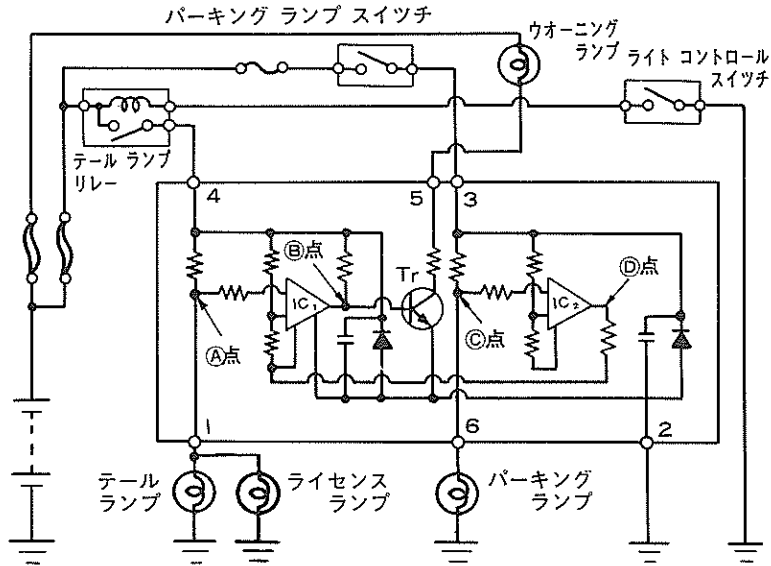 パーキング ランプ スイツチ
ウオーニング
ランプ
ライト コントロール
スイツチ
テール ランプ
リレー
4
5
3
Ⓑ点
Tr
Ⓓ点
IC₁
IC₂
Ⓐ点
Ⓒ点
1
6
2
テール
ランプ
ライセンス
ランプ
パーキング
ランプ